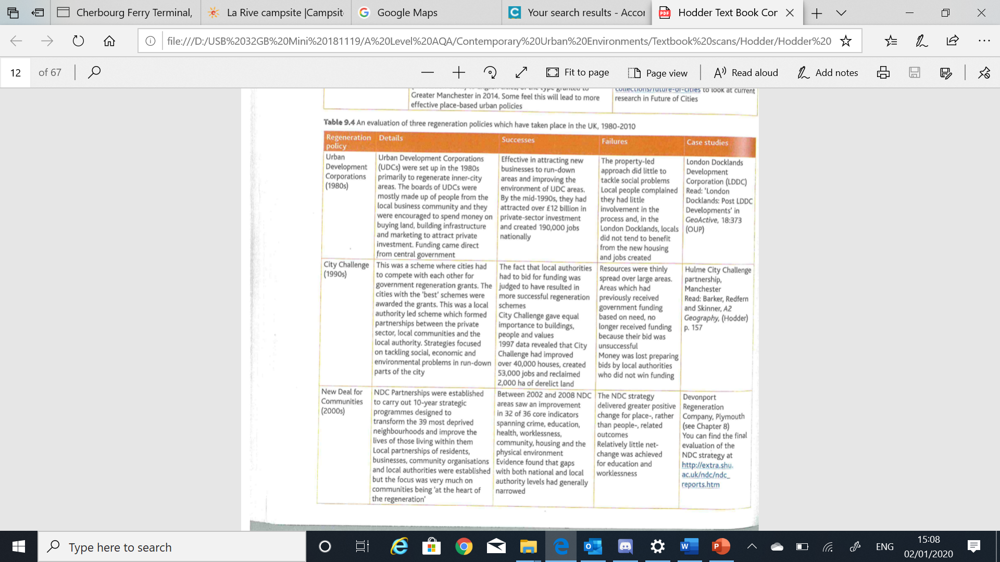 Cherbourg Ferry Terminal,
La Rive campsite |Campsit
Google Maps
Your search results - Accor
Hodder Text Book Cor
file:///D:/USB%2032GB%20Mini%20181119/A%20Level%20AQA/Contemporary%20Urban%20Environments/Textbook%20scans/Hodder/Hodder%20
12 of 67
Fit to page
Page view
Read aloud
Add notes
Greater Manchester in 2014. Some feel this will lead to more
effective place-based urban policies
collections/future-of-cities to look at current
research in Future of Cities
Table 9.4 An evaluation of three regeneration policies which have taken place in the UK, 1980-2010
Regeneration
policy
Details
Successes
Failures
Case studies
Urban
Development
Corporations
(1980s)
Urban Development Corporations
(UDCs) were set up in the 1980s
primarily to regenerate inner-city
areas. The boards of UDCs were
mostly made up of people from the
local business community and they
were encouraged to spend money on
buying land, building infrastructure
and marketing to attract private
investment. Funding came direct
from central government
Effective in attracting new
businesses to run-down
areas and improving the
environment of UDC areas.
By the mid-1990s, they had
attracted over £12 billion in
private-sector investment
and created 190,000 jobs
nationally
The property-led
approach did little to
tackle social problems
Local people complained
they had little
involvement in the
process and, in the
London Docklands, locals
did not tend to benefit
from the new housing
and jobs created
London Docklands
Development
Corporation (LDDC)
Read: 'London
Docklands: Post LDDC
Developments' in
GeoActive, 18:373
(OUP)
City Challenge
(1990s)
This was a scheme where cities had
to compete with each other for
government regeneration grants. The
cities with the 'best' schemes were
awarded the grants. This was a local
authority led scheme which formed
partnerships between the private
sector, local communities and the
local authority. Strategies focused
on tackling social, economic and
environmental problems in run-down
parts of the city
The fact that local authorities
had to bid for funding was
judged to have resulted in
more successful regeneration
schemes
City Challenge gave equal
importance to buildings,
people and values
1997 data revealed that City
Challenge had improved
over 40,000 houses, created
53,000 jobs and reclaimed
2,000 ha of derelict land
Resources were thinly
spread over large areas.
Areas which had
previously received
government funding
based on need, no
longer received funding
because their bid was
unsuccessful
Money was lost preparing
bids by local authorities
who did not win funding
Hulme City Challenge
partnership,
Manchester
Read: Barker, Redfern
and Skinner, A2
Geography, (Hodder)
p. 157
New Deal for
Communities
(2000s)
NDC Partnerships were established
to carry out 10-year strategic
programmes designed to
transform the 39 most deprived
neighbourhoods and improve the
lives of those living within them
Local partnerships of residents,
businesses, community organisations
and local authorities were established
but the focus was very much on
communities being 'at the heart of
the regeneration'
Between 2002 and 2008 NDC
areas saw an improvement
in 32 of 36 core indicators
spanning crime, education,
health, worklessness,
community, housing and the
physical environment
Evidence found that gaps
with both national and local
authority levels had generally
narrowed
The NDC strategy
delivered greater positive
change for place-, rather
than people-, related
outcomes
Relatively little net-
change was achieved
for education and
worklessness
Devonport
Regeneration
Company, Plymouth
(see Chapter 8)
You can find the final
evaluation of the
NDC strategy at
http://extra.shu.
ac.uk/ndc/ndc_
reports.htm
Type here to search
ENG
15:08
02/01/2020